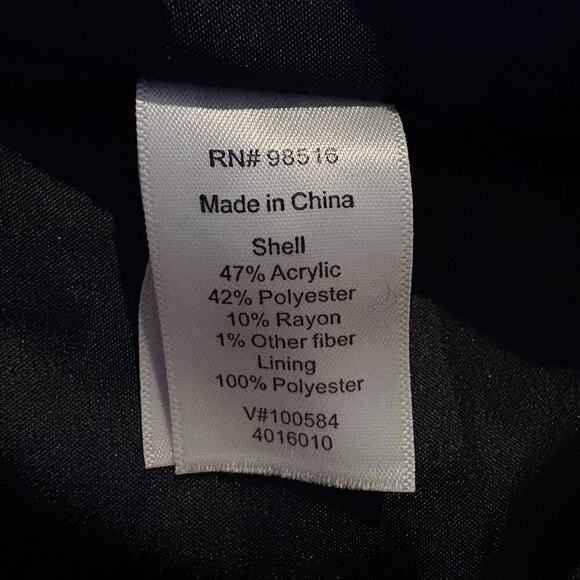 RN# 98516
Made in China
Shell
47% Acrylic
42% Polyester
10% Rayon
1% Other fiber
Lining
100% Polyester
V#100584
4016010